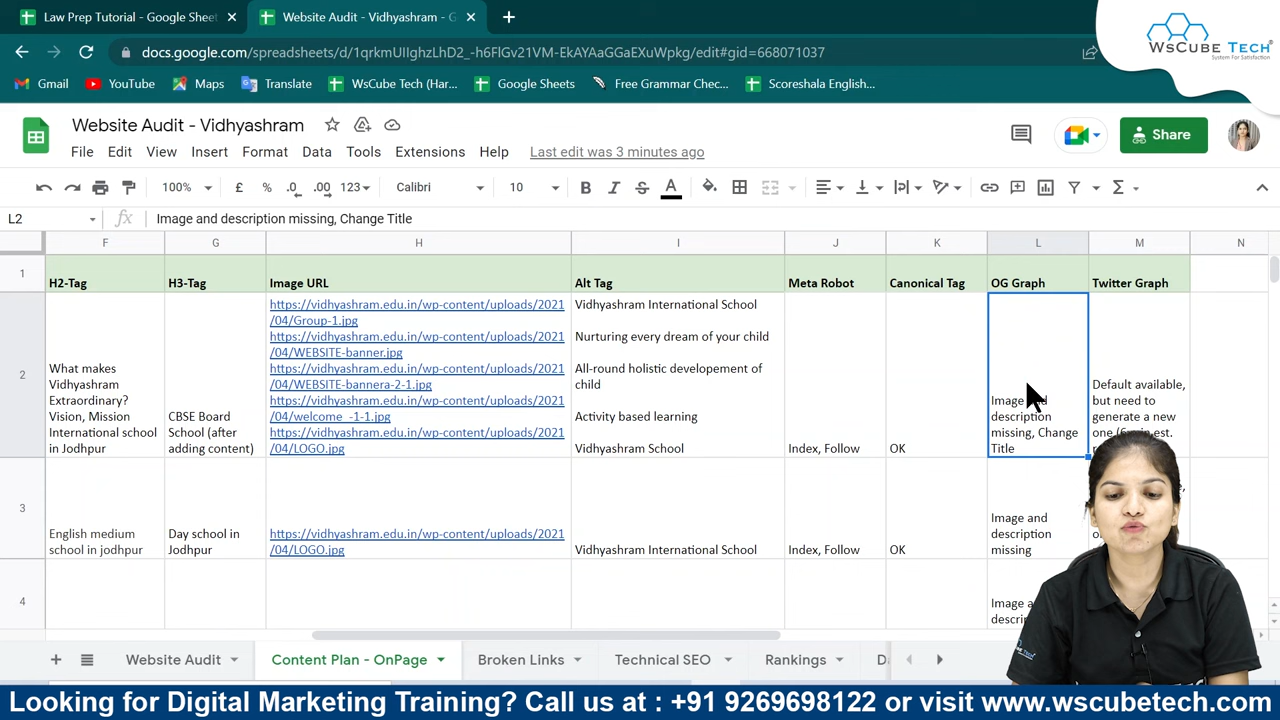 Law Prep Tutorial - Google Sheet
Website Audit - Vidhyashram - G
WsCube Tech
System For Satisfaction
docs.google.com/spreadsheets/d/1qrkmUIIghzLhD2_-h6FlGv21VM-EkAYAaGGaEXuWpkg/edit#gid=668071037
Gmail
YouTube
Maps
Translate
WsCube Tech (Har...
Google Sheets
Free Grammar Chec...
Scoreshala English...
Website Audit - Vidhyashram
Share
File Edit View Insert Format Data Tools Extensions Help Last edit was 3 minutes ago
100% £ % .0 .00 123 Calibri 10 B I S A
L2 fx Image and description missing, Change Title
F G H I J K L M N
1 H2-Tag H3-Tag Image URL Alt Tag Meta Robot Canonical Tag OG Graph Twitter Graph
2
What makes
Vidhyashram
Extraordinary?
Vision, Mission
International school
in Jodhpur
CBSE Board
School (after
adding content)
https://vidhyashram.edu.in/wp-content/uploads/2021
/04/Group-1.jpg
https://vidhyashram.edu.in/wp-content/uploads/2021
/04/WEBSITE-banner.jpg
https://vidhyashram.edu.in/wp-content/uploads/2021
/04/WEBSITE-bannera-2-1.jpg
https://vidhyashram.edu.in/wp-content/uploads/2021
/04/welcome_-1-1.jpg
https://vidhyashram.edu.in/wp-content/uploads/2021
/04/LOGO.jpg
Vidhyashram International School
Nurturing every dream of your child
All-round holistic developement of
child
Activity based learning
Vidhyashram School
Index, Follow
OK
Image and
description
missing, Change
Title
Default available,
but need to
generate a new
one
3
English medium
school in jodhpur
Day school in
Jodhpur
https://vidhyashram.edu.in/wp-content/uploads/2021
/04/LOGO.jpg
Vidhyashram International School
Index, Follow
OK
Image and
description
missing
4
Image
Website Audit
Content Plan - OnPage
Broken Links
Technical SEO
Rankings
Looking for Digital Marketing Training? Call us at : +91 9269698122 or visit www.wscubetech.com